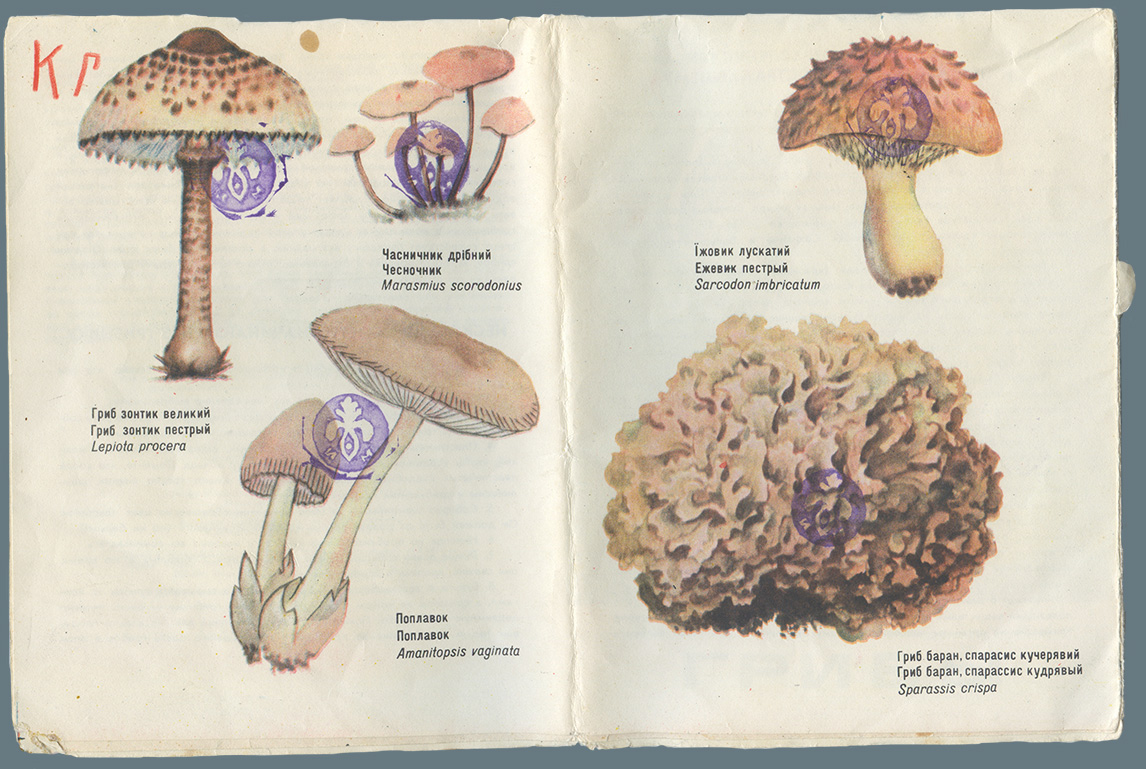 КГ
Часничник дрібний
Чесночник
Marasmius scorodonius
Гриб зонтик великий
Гриб зонтик пестрый
Lepiota procera
Поплавок
Поплавок
Amanitopsis vaginata
Їжовик лускатий
Ежевик пестрый
Sarcodon imbricatum
Гриб баран, спарасис кучерявий
Гриб баран, спарассис кудрявый
Sparassis crispa